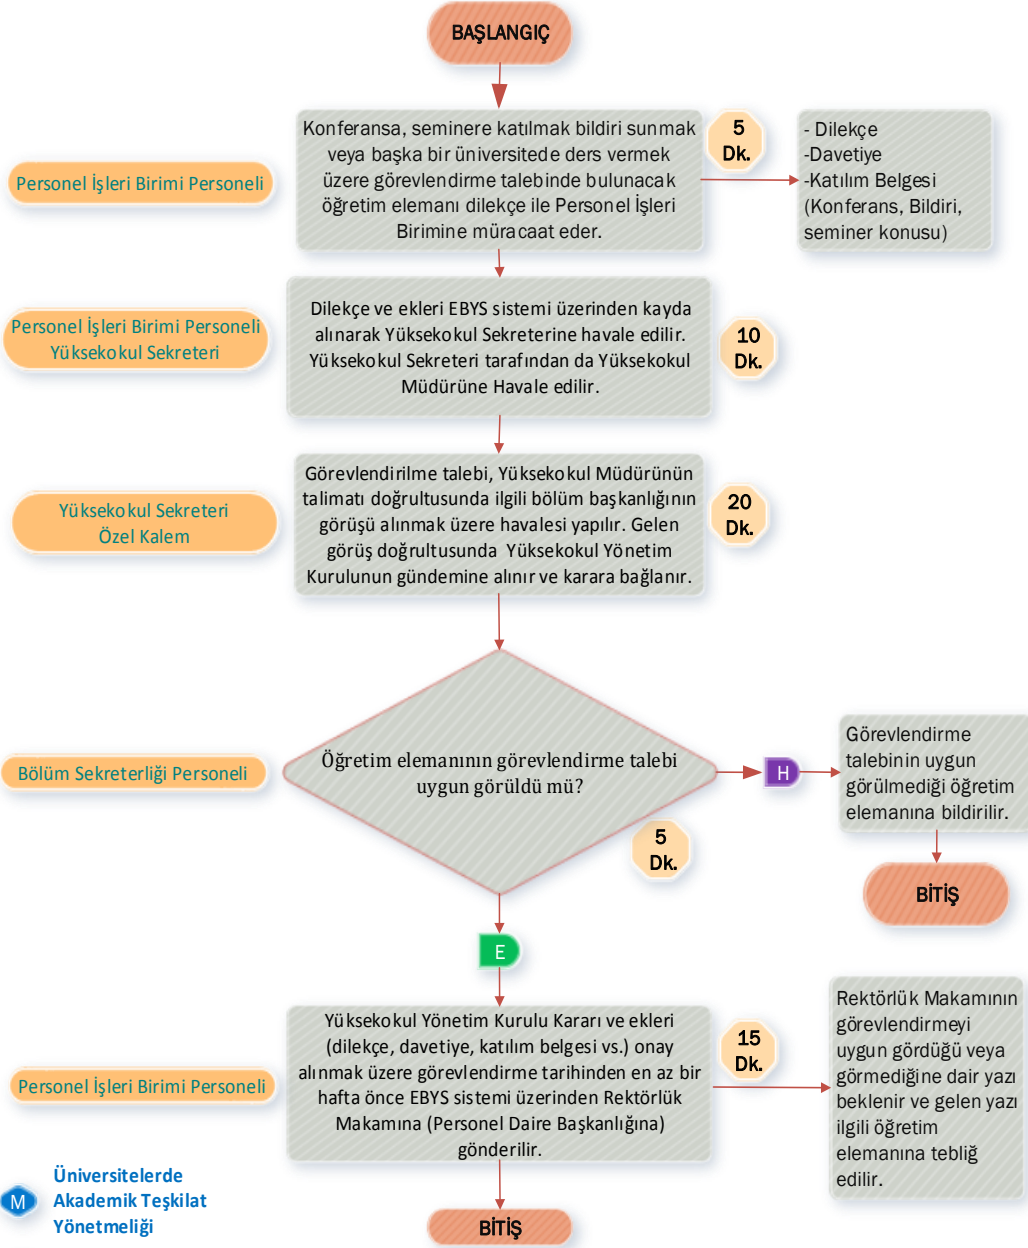 BAŞLANGIÇ
Personel İşleri Birimi Personeli
Konferansa, seminere katılmak bildiri sunmak
veya başka bir üniversitede ders vermek
üzere görevlendirme talebinde bulunacak
öğretim elemanı dilekçe ile Personel İşleri
Birimine müracaat eder.
5
Dk.
- Dilekçe
-Davetiye
-Katılım Belgesi
(Konferans, Bildiri,
seminer konusu)
Personel İşleri Birimi Personeli
Yüksekokul Sekreteri
Dilekçe ve ekleri EBYS sistemi üzerinden kayda
alınarak Yüksekokul Sekreterine havale edilir.
Yüksekokul Sekreteri tarafından da Yüksekokul
Müdürüne Havale edilir.
10
Dk.
Yüksekokul Sekreteri
Özel Kalem
Görevlendirilme talebi, Yüksekokul Müdürünün
talimatı doğrultusunda ilgili bölüm başkanlığının
görüşü alınmak üzere havalesi yapılır. Gelen
görüş doğrultusunda Yüksekokul Yönetim
Kurulunun gündemine alınır ve karara bağlanır.
20
Dk.
Bölüm Sekreterliği Personeli
Öğretim elemanının görevlendirme talebi
uygun görüldü mü?
5
Dk.
H
Görevlendirme
talebinin uygun
görülmediği öğretim
elemanına bildirilir.
BİTİŞ
E
Personel İşleri Birimi Personeli
Yüksekokul Yönetim Kurulu Kararı ve ekleri
(dilekçe, davetiye, katılım belgesi vs.) onay
alınmak üzere görevlendirme tarihinden en az bir
hafta önce EBYS sistemi üzerinden Rektörlük
Makamına (Personel Daire Başkanlığına)
gönderilir.
15
Dk.
Rektörlük Makamının
görevlendirmeyi
uygun gördüğü veya
görmediğine dair yazı
beklenir ve gelen yazı
ilgili öğretim
elemanına tebliğ
edilir.
M
Üniversitelerde
Akademik Teşkilat
Yönetmeliği
BİTİŞ